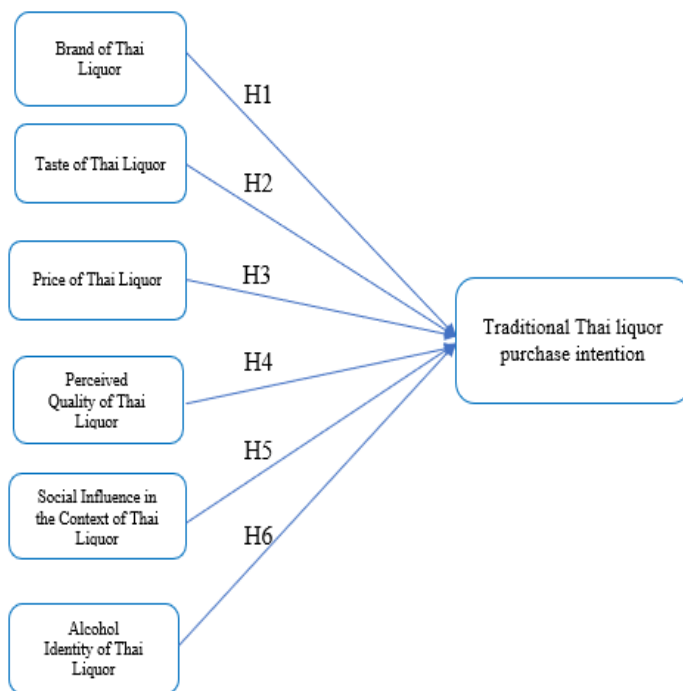 Brand of Thai
Liquor
H1
Taste of Thai Liquor
H2
Price of Thai Liquor
H3
Traditional Thai liquor
purchase intention
Perceived
Quality of Thai
Liquor
H4
Social Influence in
the Context of Thai
Liquor
H5
H6
Alcohol
Identity of Thai
Liquor